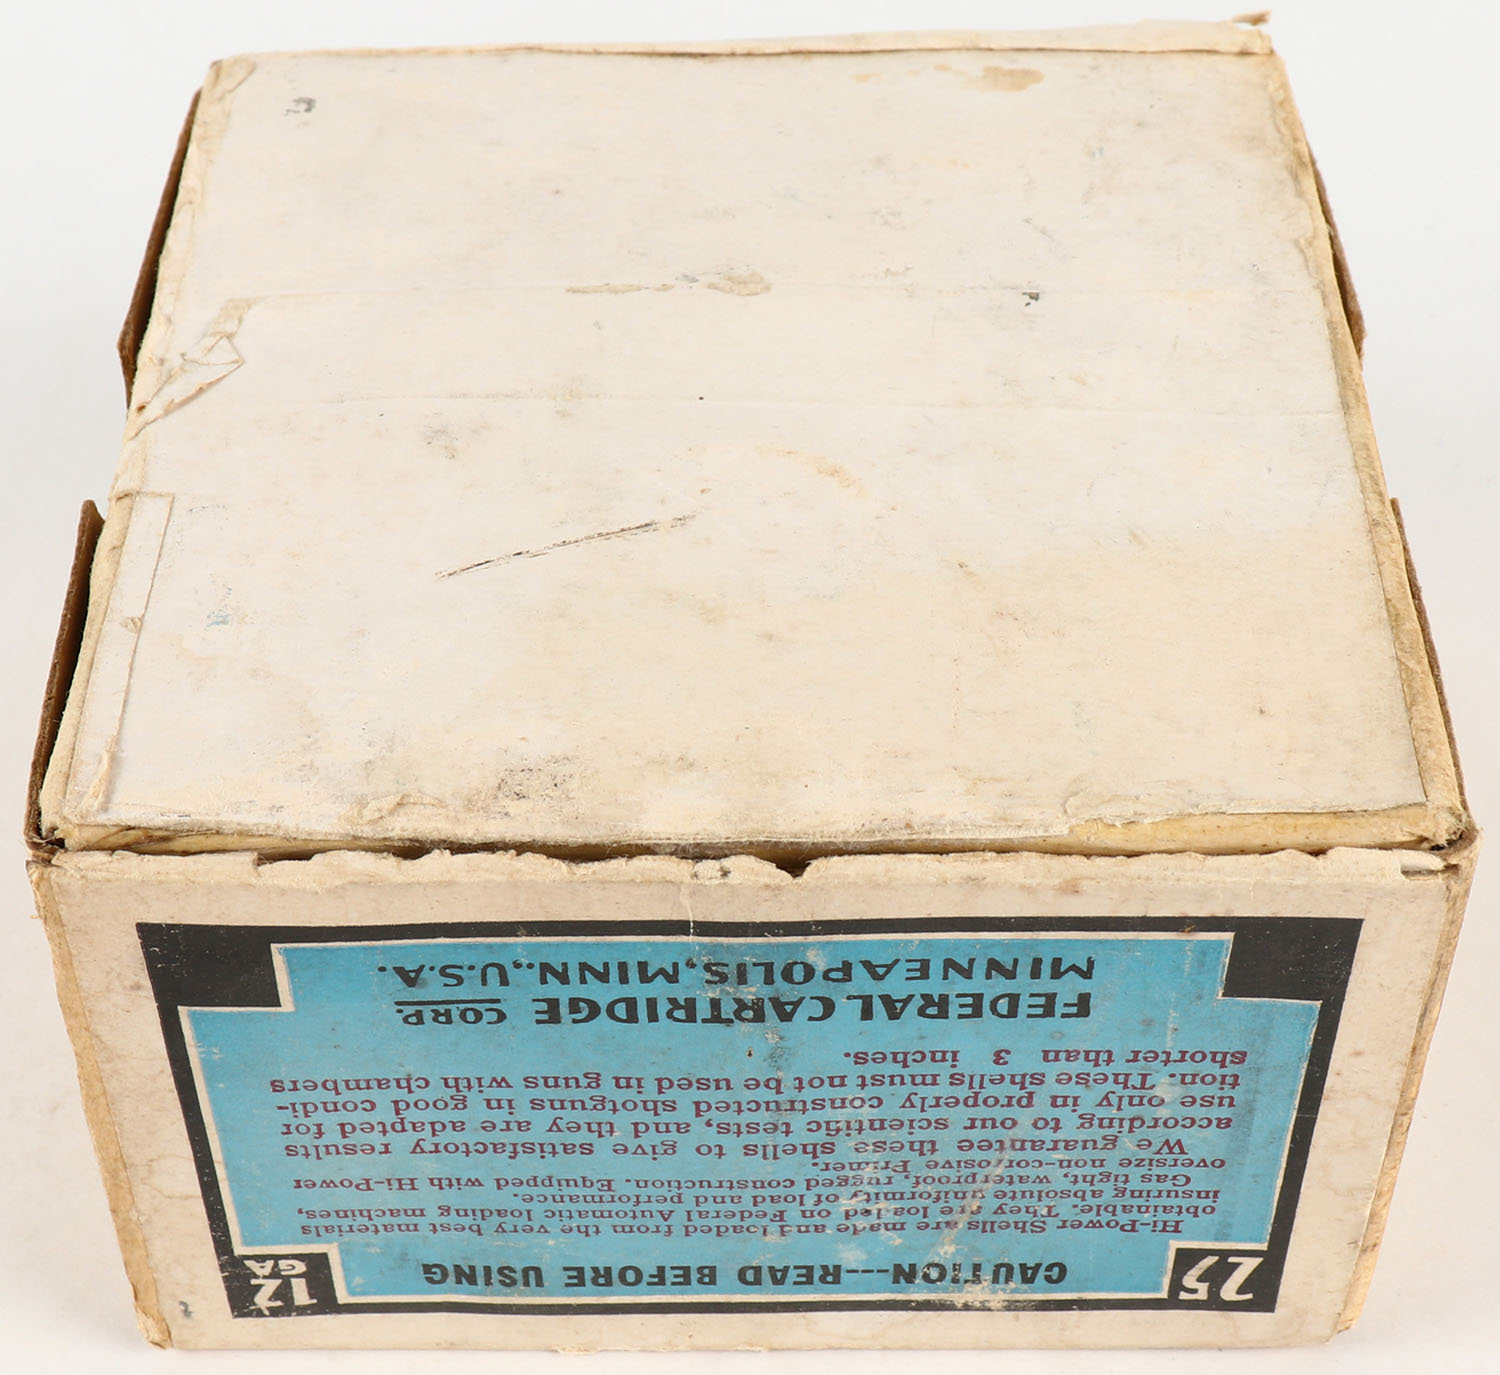 25 CAUTION---READ BEFORE USING 12 GA
Hi-Power Shells are made and loaded from the very best materials
obtainable. They are loaded on Federal Automatic loading machines,
insuring absolute uniformity of load and performance.
Gas tight, waterproof, rugged construction. Equipped with Hi-Power
oversize non-corosive Primer.
We guarantee these shells to give satisfactory results
according to our scientific tests, and they are adapted for
use only in properly constructed shotguns in good condi-
tion. These shells must not be used in guns with chambers
shorter than 3 inches.
FEDERAL CARTRIDGE CORP.
MINNEAPOLIS, MINN., U.S.A.